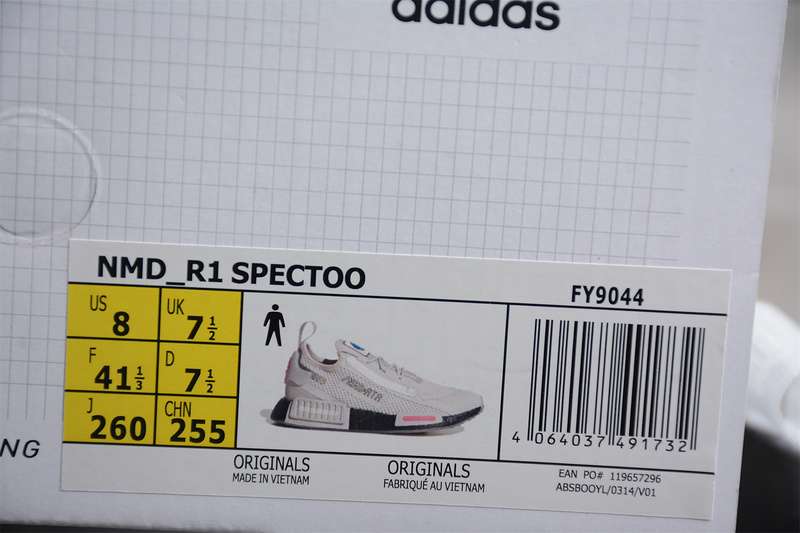 adidas
NMD_R1 SPECTOO
FY9044
US 8
UK 7 1/2
F 41 1/3
D 7 1/2
J 260
CHN 255
4 064037 491732
ORIGINALS
MADE IN VIETNAM
ORIGINALS
FABRIQUÉ AU VIETNAM
EAN PO# 119657296
ABSBOOYL/0314/V01
NG